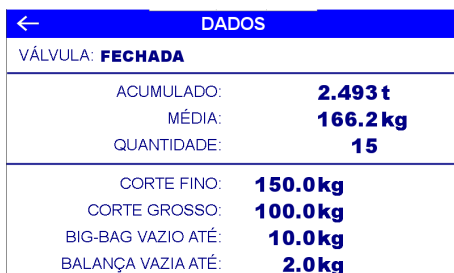 ← DADOS
VÁLVULA: FECHADA
ACUMULADO: 2.493 t
MÉDIA: 166.2 kg
QUANTIDADE: 15
CORTE FINO: 150.0 kg
CORTE GROSSO: 100.0 kg
BIG-BAG VAZIO ATÉ: 10.0 kg
BALANÇA VAZIA ATÉ: 2.0 kg